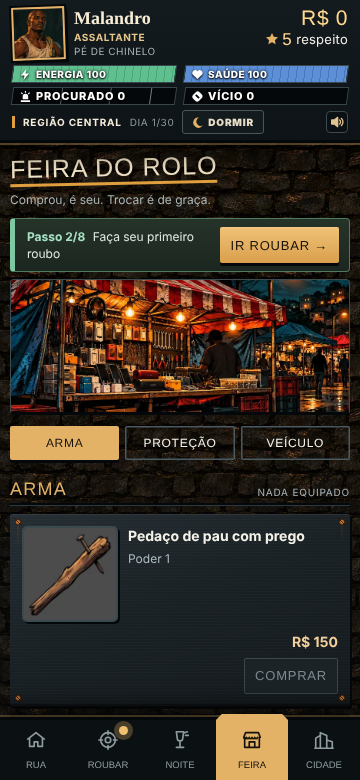 Malandro
ASSALTANTE
PÉ DE CHINELO
R$ 0
5 respeito
ENERGIA 100
SAÚDE 100
PROCURADO 0
VÍCIO 0
REGIÃO CENTRAL DIA 1/30 DORMIR
FEIRA DO ROLO
Comprou, é seu. Trocar é de graça.
Passo 2/8 Faça seu primeiro
roubo
IR ROUBAR →
ARMA
PROTEÇÃO
VEÍCULO
ARMA
NADA EQUIPADO
Pedaço de pau com prego
Poder 1
R$ 150
COMPRAR
RUA
ROUBAR
NOITE
FEIRA
CIDADE